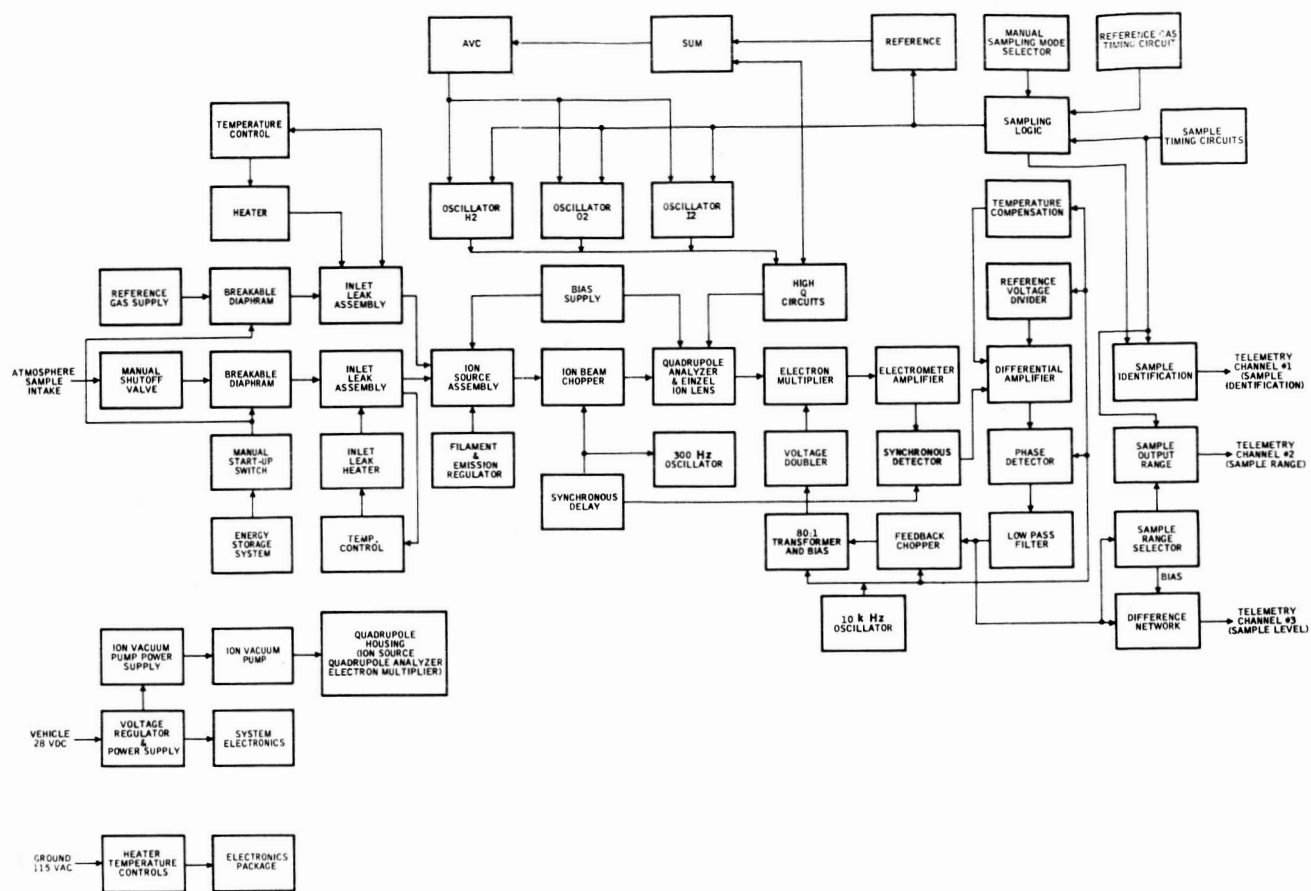 AVC
SUM
REFERENCE
MANUAL
SAMPLING MODE
SELECTOR
REFERENCE GAS
TIMING CIRCUIT
TEMPERATURE
CONTROL
SAMPLING
LOGIC
SAMPLE
TIMING CIRCUITS
HEATER
OSCILLATOR
H2
OSCILLATOR
O2
OSCILLATOR
I2
TEMPERATURE
COMPENSATION
REFERENCE
GAS SUPPLY
BREAKABLE
DIAPHRAM
INLET
LEAK
ASSEMBLY
BIAS
SUPPLY
HIGH
Q
CIRCUITS
REFERENCE
VOLTAGE
DIVIDER
ATMOSPHERE
SAMPLE
INTAKE
MANUAL
SHUTOFF
VALVE
BREAKABLE
DIAPHRAM
INLET
LEAK
ASSEMBLY
ION
SOURCE
ASSEMBLY
ION BEAM
CHOPPER
QUADRUPOLE
ANALYZER
& EINZEL
ION LENS
ELECTRON
MULTIPLIER
ELECTROMETER
AMPLIFIER
DIFFERENTIAL
AMPLIFIER
SAMPLE
IDENTIFICATION
TELEMETRY
CHANNEL #1
(SAMPLE
IDENTIFICATION)
MANUAL
START-UP
SWITCH
INLET
LEAK
HEATER
FILAMENT
&
EMISSION
REGULATOR
300 Hz
OSCILLATOR
VOLTAGE
DOUBLER
SYNCHRONOUS
DETECTOR
PHASE
DETECTOR
SAMPLE
OUTPUT
RANGE
TELEMETRY
CHANNEL #2
(SAMPLE RANGE)
ENERGY
STORAGE
SYSTEM
TEMP.
CONTROL
SYNCHRONOUS
DELAY
80:1
TRANSFORMER
AND BIAS
FEEDBACK
CHOPPER
LOW PASS
FILTER
SAMPLE
RANGE
SELECTOR
BIAS
10 k Hz
OSCILLATOR
DIFFERENCE
NETWORK
TELEMETRY
CHANNEL #3
(SAMPLE LEVEL)
ION VACUUM
PUMP POWER
SUPPLY
ION VACUUM
PUMP
QUADRUPOLE
HOUSING
(ION SOURCE
QUADRUPOLE ANALYZER
ELECTRON MULTIPLIER)
VEHICLE
28 VDC
VOLTAGE
REGULATOR
&
POWER SUPPLY
SYSTEM
ELECTRONICS
GROUND
115 VAC
HEATER
TEMPERATURE
CONTROLS
ELECTRONICS
PACKAGE